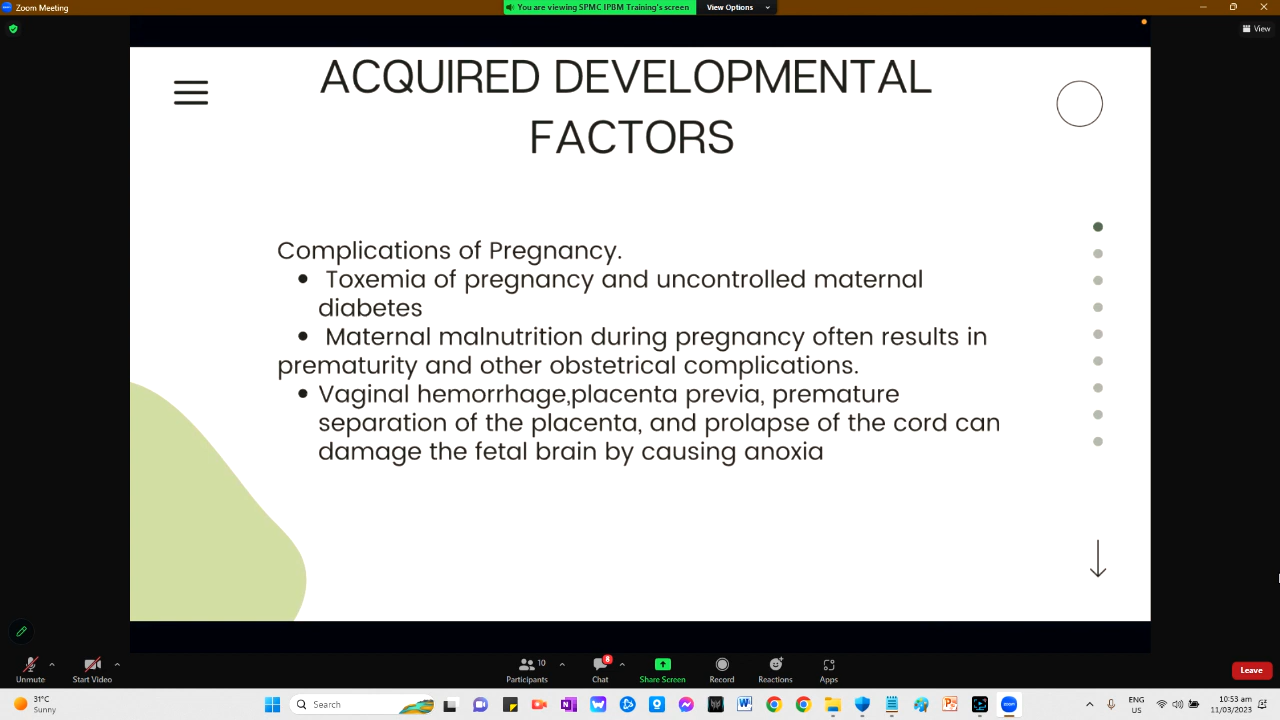 Zoom Meeting
You are viewing SPMC IPBM Training's screen
View Options
View
ACQUIRED DEVELOPMENTAL
FACTORS
Complications of Pregnancy.
• Toxemia of pregnancy and uncontrolled maternal
diabetes
• Maternal malnutrition during pregnancy often results in
prematurity and other obstetrical complications.
• Vaginal hemorrhage,placenta previa, premature
separation of the placenta, and prolapse of the cord can
damage the fetal brain by causing anoxia
Unmute
Start Video
10
Participants
8
Chat
Share Screen
Record
Reactions
Apps
Leave
31°C
Sunny
Search
zoom
11:53 am
11/03/2023